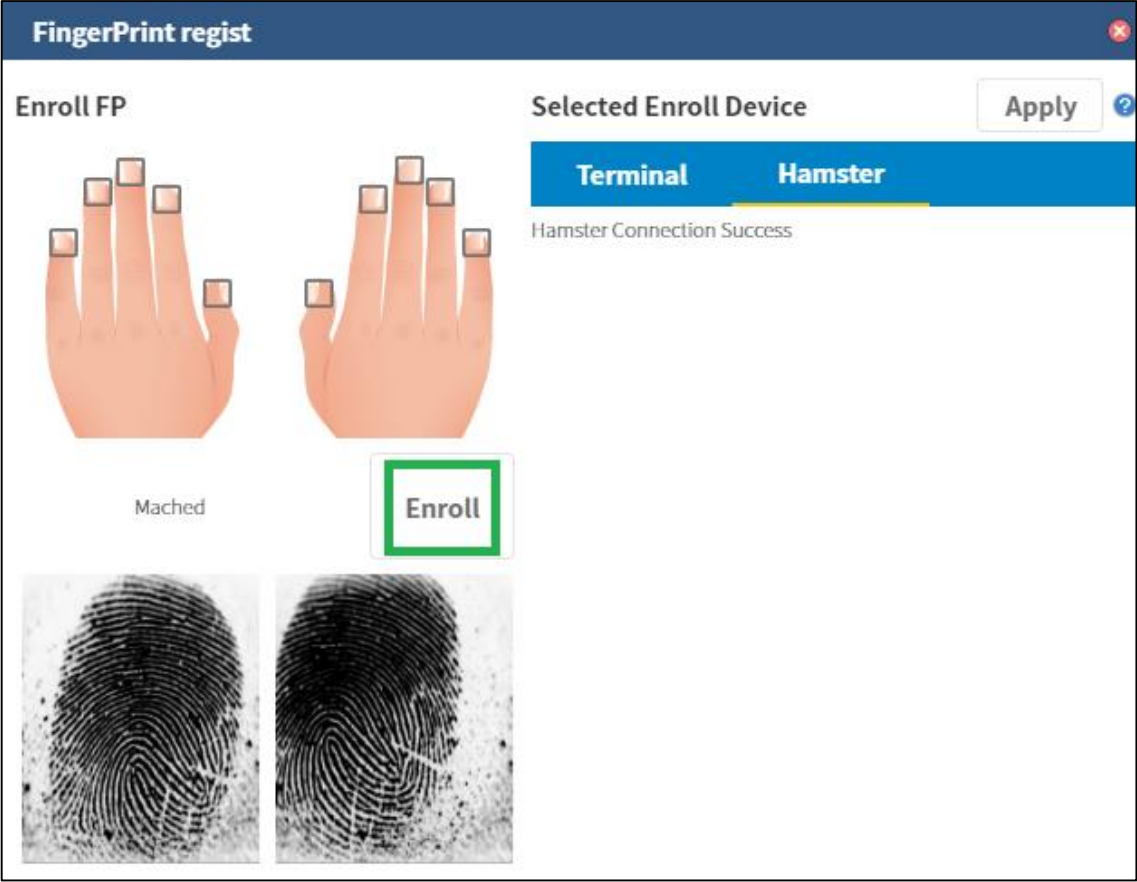 FingerPrint regist
Enroll FP
Selected Enroll Device
Apply
?
Terminal
Hamster
Hamster Connection Success
Mached
Enroll